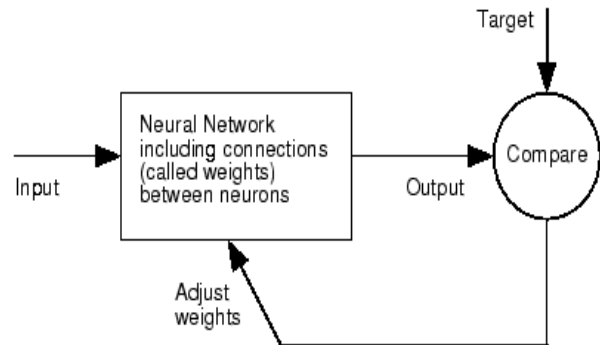 Target
Neural Network
including connections
(called weights)
between neurons
Compare
Input
Output
Adjust
weights